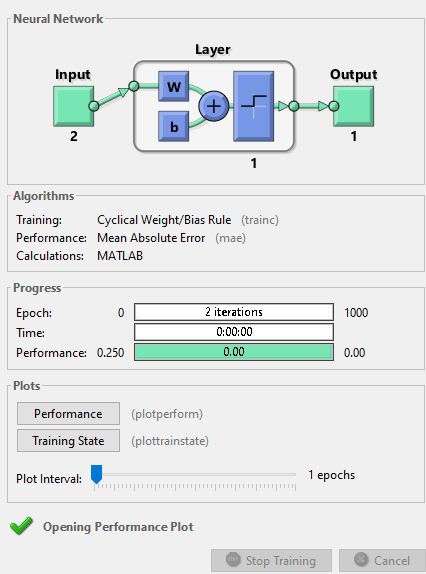 Neural Network
Layer
Input
Output
W
b
+
2
1
1
Algorithms
Training: Cyclical Weight/Bias Rule (trainc)
Performance: Mean Absolute Error (mae)
Calculations: MATLAB
Progress
Epoch: 0 2 iterations 1000
Time: 0:00:00
Performance: 0.250 0.00 0.00
Plots
Performance (plotperform)
Training State (plottrainstate)
Plot Interval: 1 epochs
Opening Performance Plot
Stop Training Cancel